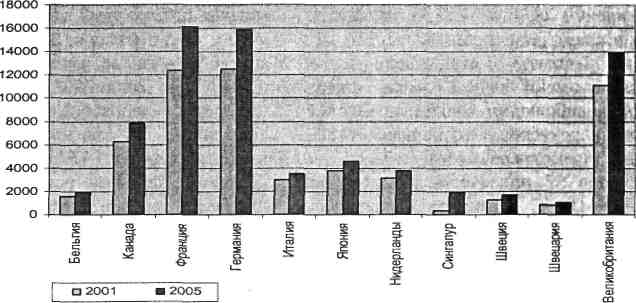 18000
16000
14000
12000
10000
8000
6000
4000
2000
0
Бельгия
Канада
Франция
Германия
Италия
Япония
Нидерланды
Сингапур
Швеция
Швецария
Великобритания
2001 2005